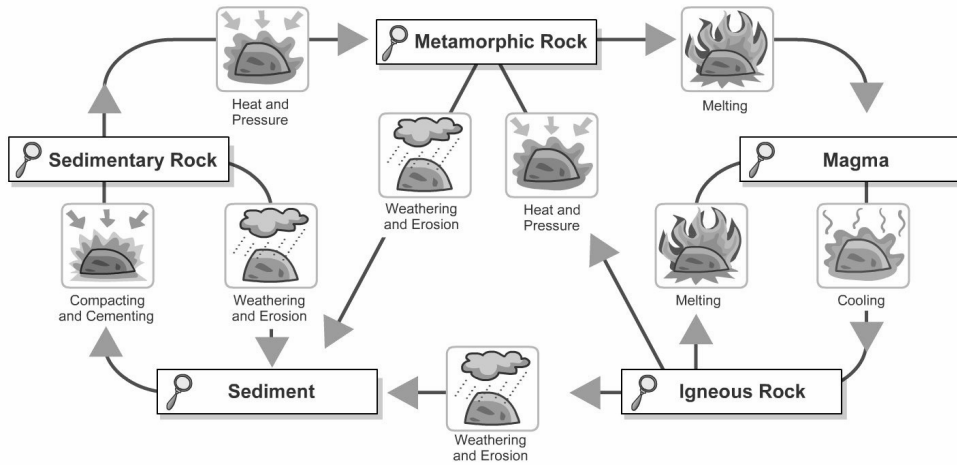 Metamorphic Rock
Heat and
Pressure
Melting
Sedimentary Rock
Magma
Weathering
and Erosion
Heat and
Pressure
Compacting
and Cementing
Weathering
and Erosion
Melting
Cooling
Sediment
Igneous Rock
Weathering
and Erosion